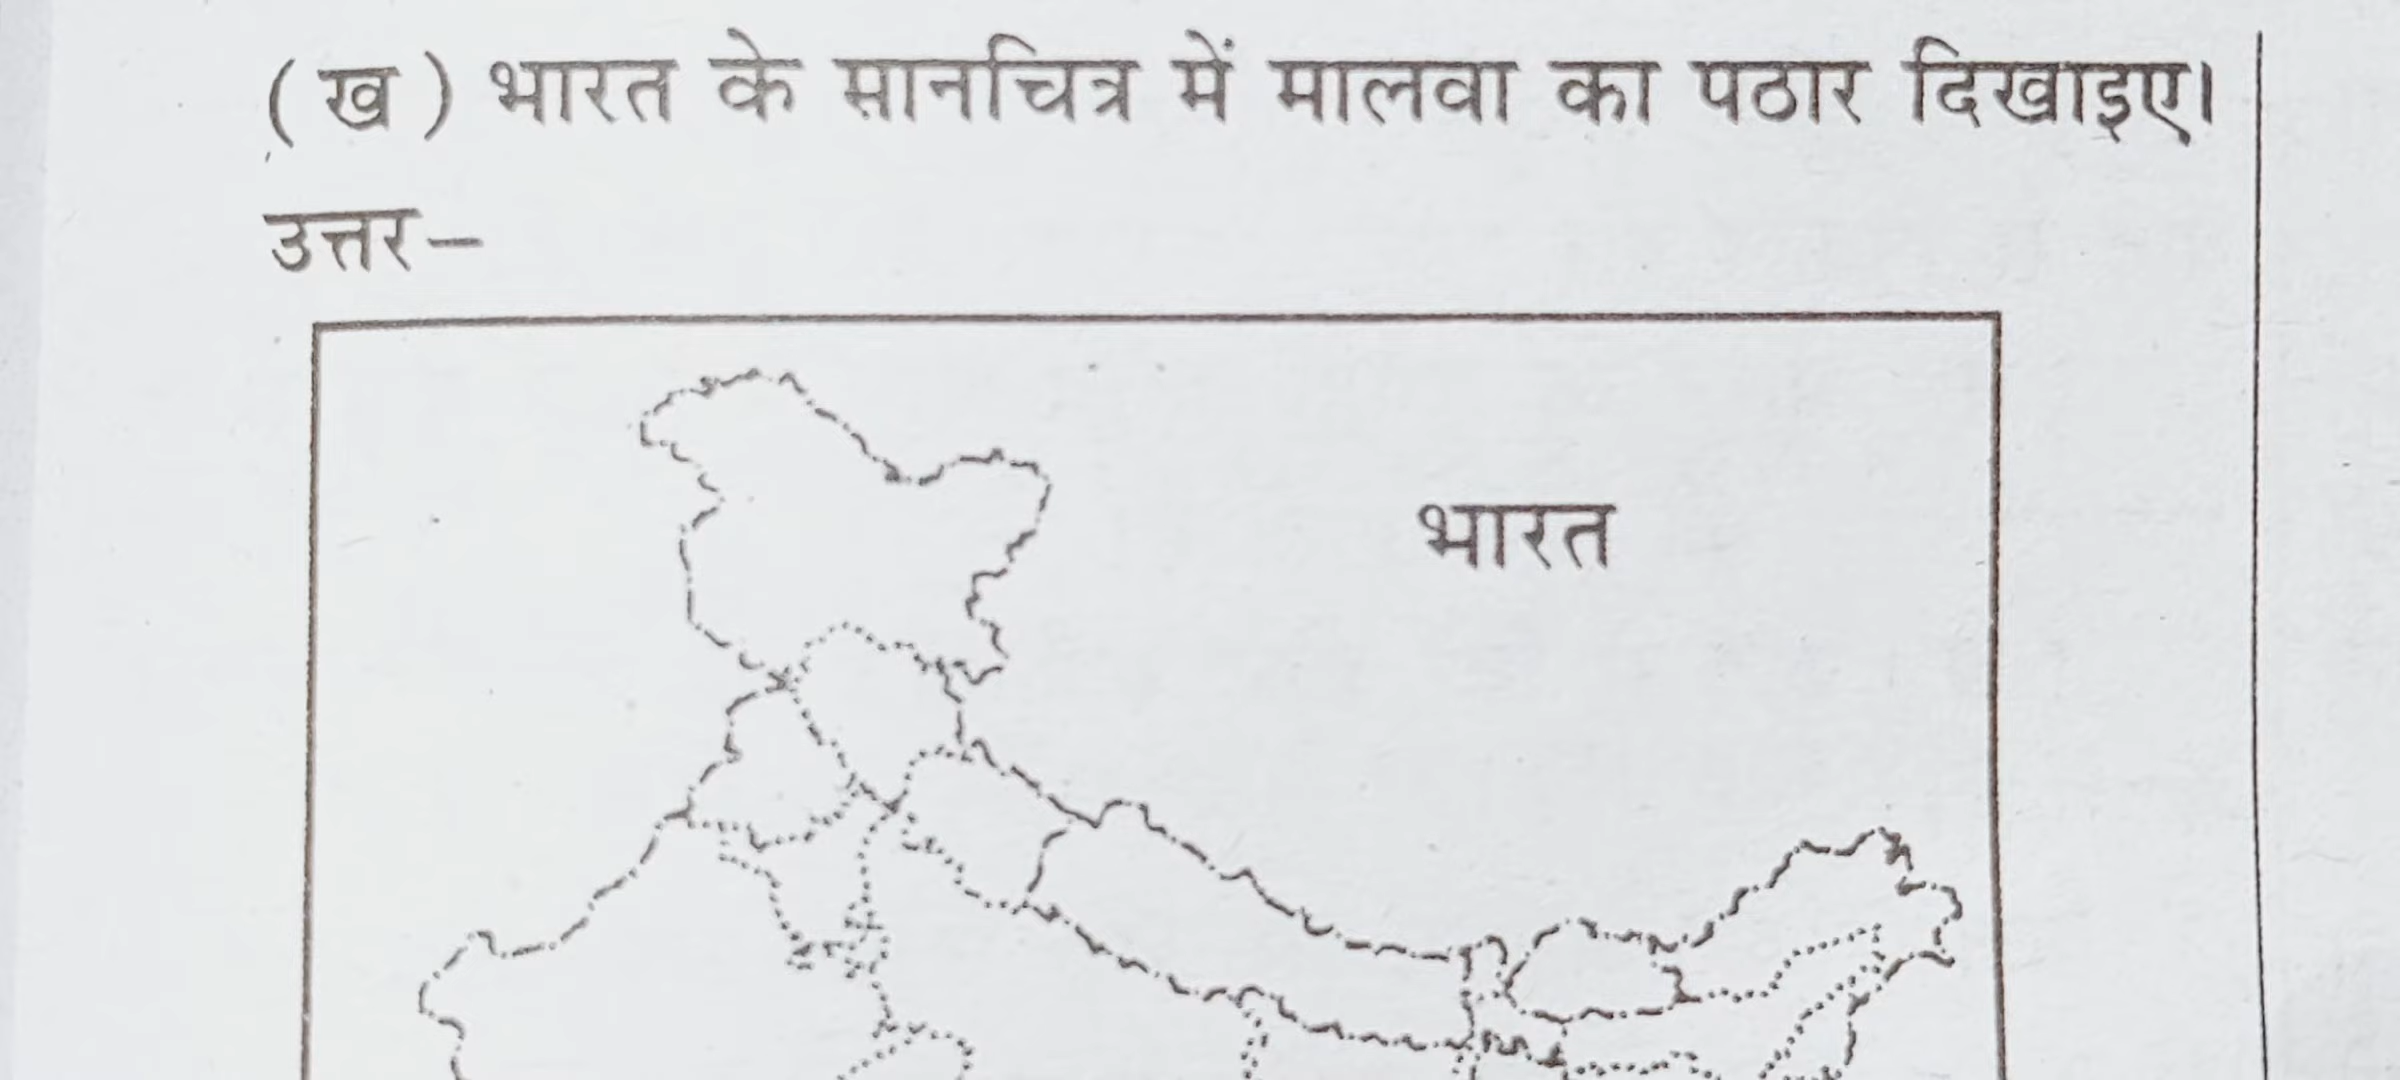 (ख) भारत के मानचित्र में मालवा का पठार दिखाइए।
उत्तर–
भारत